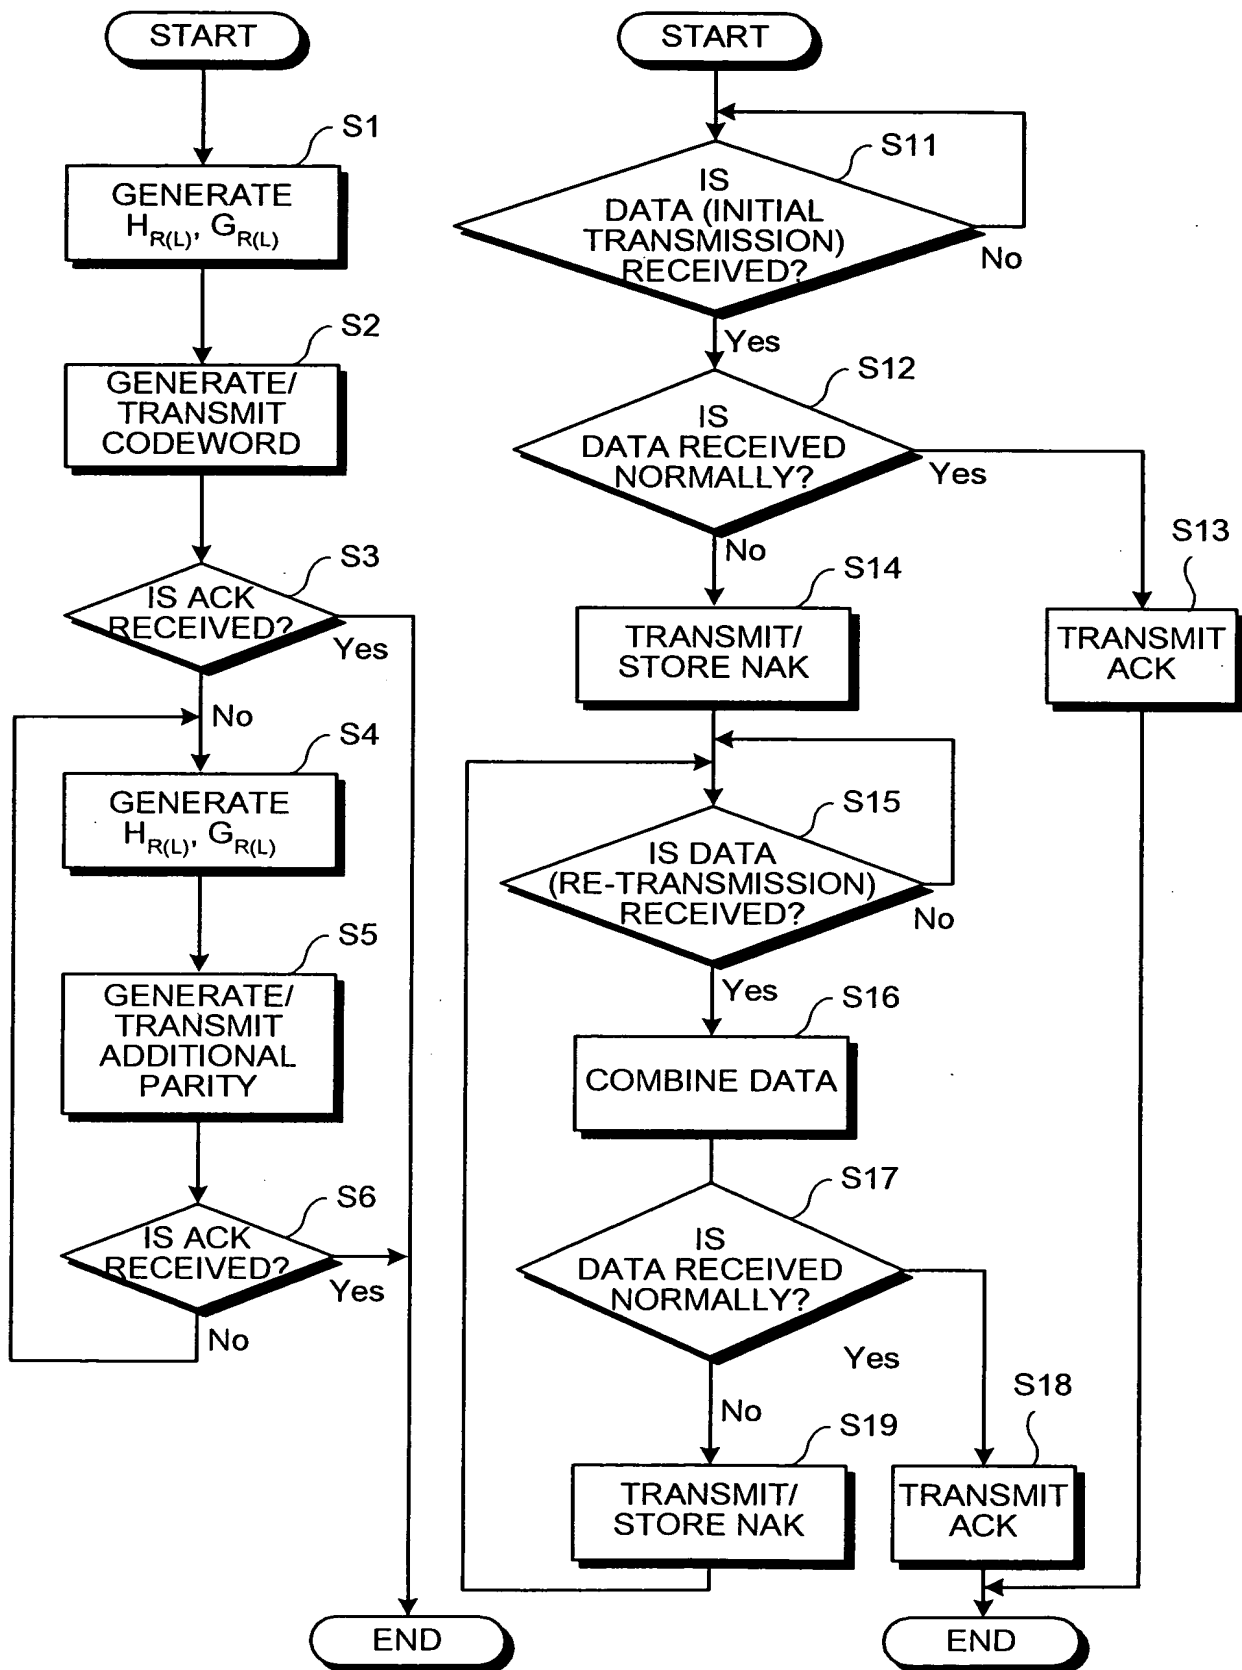 START
S1
GENERATE
H_R(L), G_R(L)
S2
GENERATE/
TRANSMIT
CODEWORD
S3
IS ACK
RECEIVED?
Yes
No
S4
GENERATE
H_R(L), G_R(L)
S5
GENERATE/
TRANSMIT
ADDITIONAL
PARITY
S6
IS ACK
RECEIVED?
Yes
No
END
START
S11
IS
DATA (INITIAL
TRANSMISSION)
RECEIVED?
No
Yes
S12
IS
DATA RECEIVED
NORMALLY?
Yes
No
S13
TRANSMIT
ACK
S14
TRANSMIT/
STORE NAK
S15
IS DATA
(RE-TRANSMISSION)
RECEIVED?
No
Yes
S16
COMBINE DATA
S17
IS
DATA RECEIVED
NORMALLY?
Yes
No
S18
TRANSMIT
ACK
S19
TRANSMIT/
STORE NAK
END